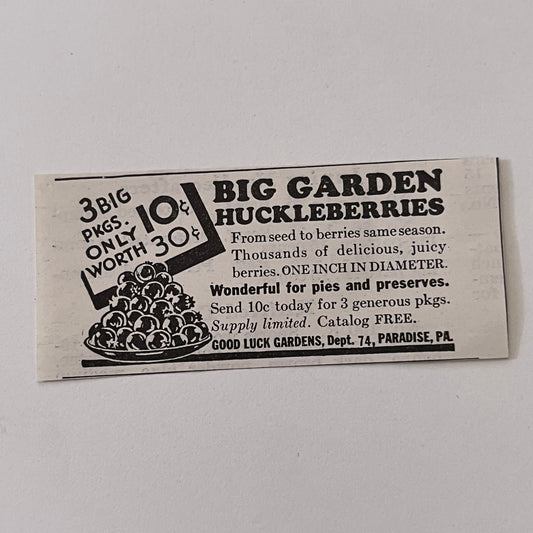 3 BIG
PKGS.
ONLY 10¢
WORTH 30¢
BIG GARDEN
HUCKLEBERRIES
From seed to berries same season.
Thousands of delicious, juicy
berries. ONE INCH IN DIAMETER.
Wonderful for pies and preserves.
Send 10c today for 3 generous pkgs.
Supply limited. Catalog FREE.
GOOD LUCK GARDENS, Dept. 74, PARADISE, PA.